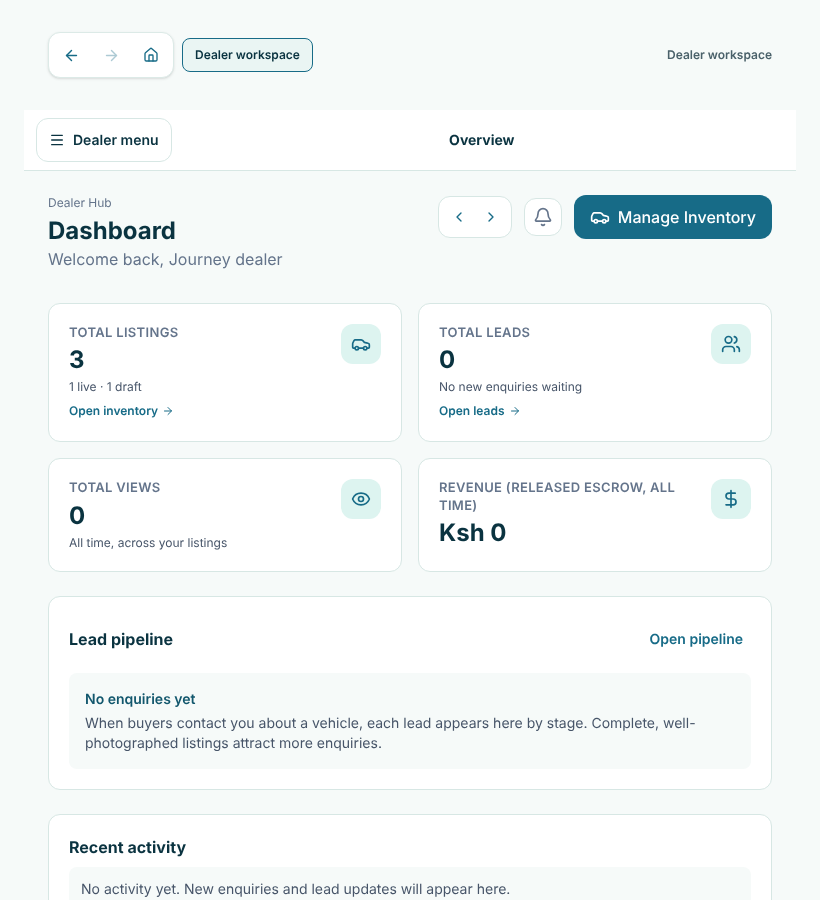 Dealer workspace
Dealer workspace
Dealer menu
Overview
Dealer Hub
Dashboard
Welcome back, Journey dealer
Manage Inventory
TOTAL LISTINGS
3
1 live · 1 draft
Open inventory →
TOTAL LEADS
0
No new enquiries waiting
Open leads →
TOTAL VIEWS
0
All time, across your listings
REVENUE (RELEASED ESCROW, ALL
TIME)
Ksh 0
Lead pipeline
Open pipeline
No enquiries yet
When buyers contact you about a vehicle, each lead appears here by stage. Complete, well-
photographed listings attract more enquiries.
Recent activity
No activity yet. New enquiries and lead updates will appear here.